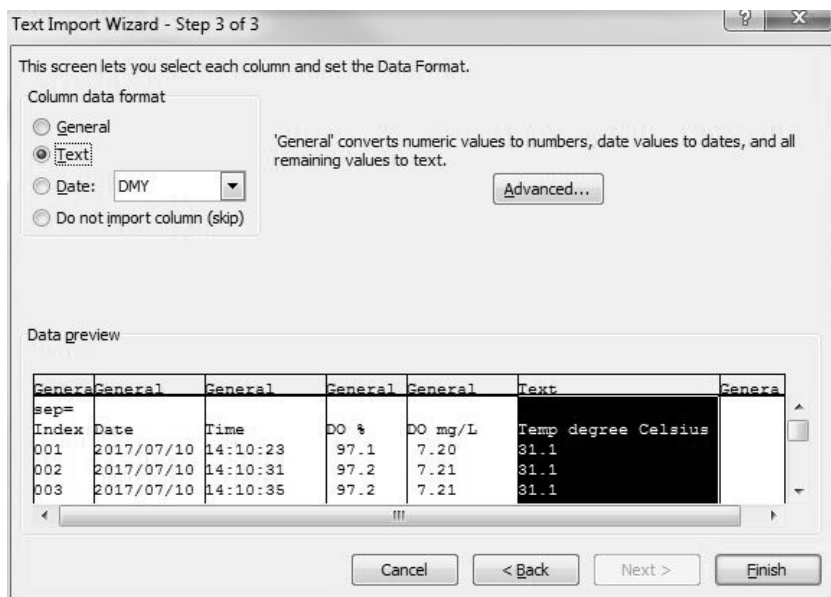 Text Import Wizard - Step 3 of 3
This screen lets you select each column and set the Data Format.
Column data format
General
Text
Date: DMY
Do not import column (skip)
'General' converts numeric values to numbers, date values to dates, and all
remaining values to text.
Advanced...
Data preview
Genera General General General General Text Genera
sep=
Index Date Time DO % DO mg/L Temp degree Celsius
001 2017/07/10 14:10:23 97.1 7.20 31.1
002 2017/07/10 14:10:31 97.2 7.21 31.1
003 2017/07/10 14:10:35 97.2 7.21 31.1
Cancel < Back Next > Finish